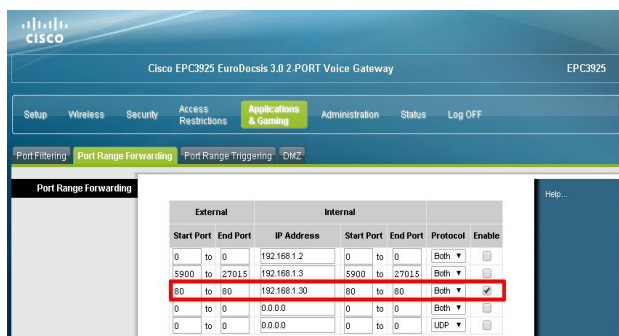 CISCO
Cisco EPC3925 EuroDocsis 3.0 2-PORT Voice Gateway EPC3925
Setup Wireless Security Access Restrictions Applications & Gaming Administration Status Log OFF
Port Filtering Port Range Forwarding Port Range Triggering DMZ
Port Range Forwarding
Help...
External Internal
Start Port End Port IP Address Start Port End Port Protocol Enable
0 to 0 192.168.1.2 0 to 0 Both
5900 to 27015 192.168.1.3 5900 to 27015 Both
80 to 80 192.168.1.30 80 to 80 Both
0 to 0 0.0.0.0 0 to 0 Both
0 to 0 0.0.0.0 0 to 0 UDP